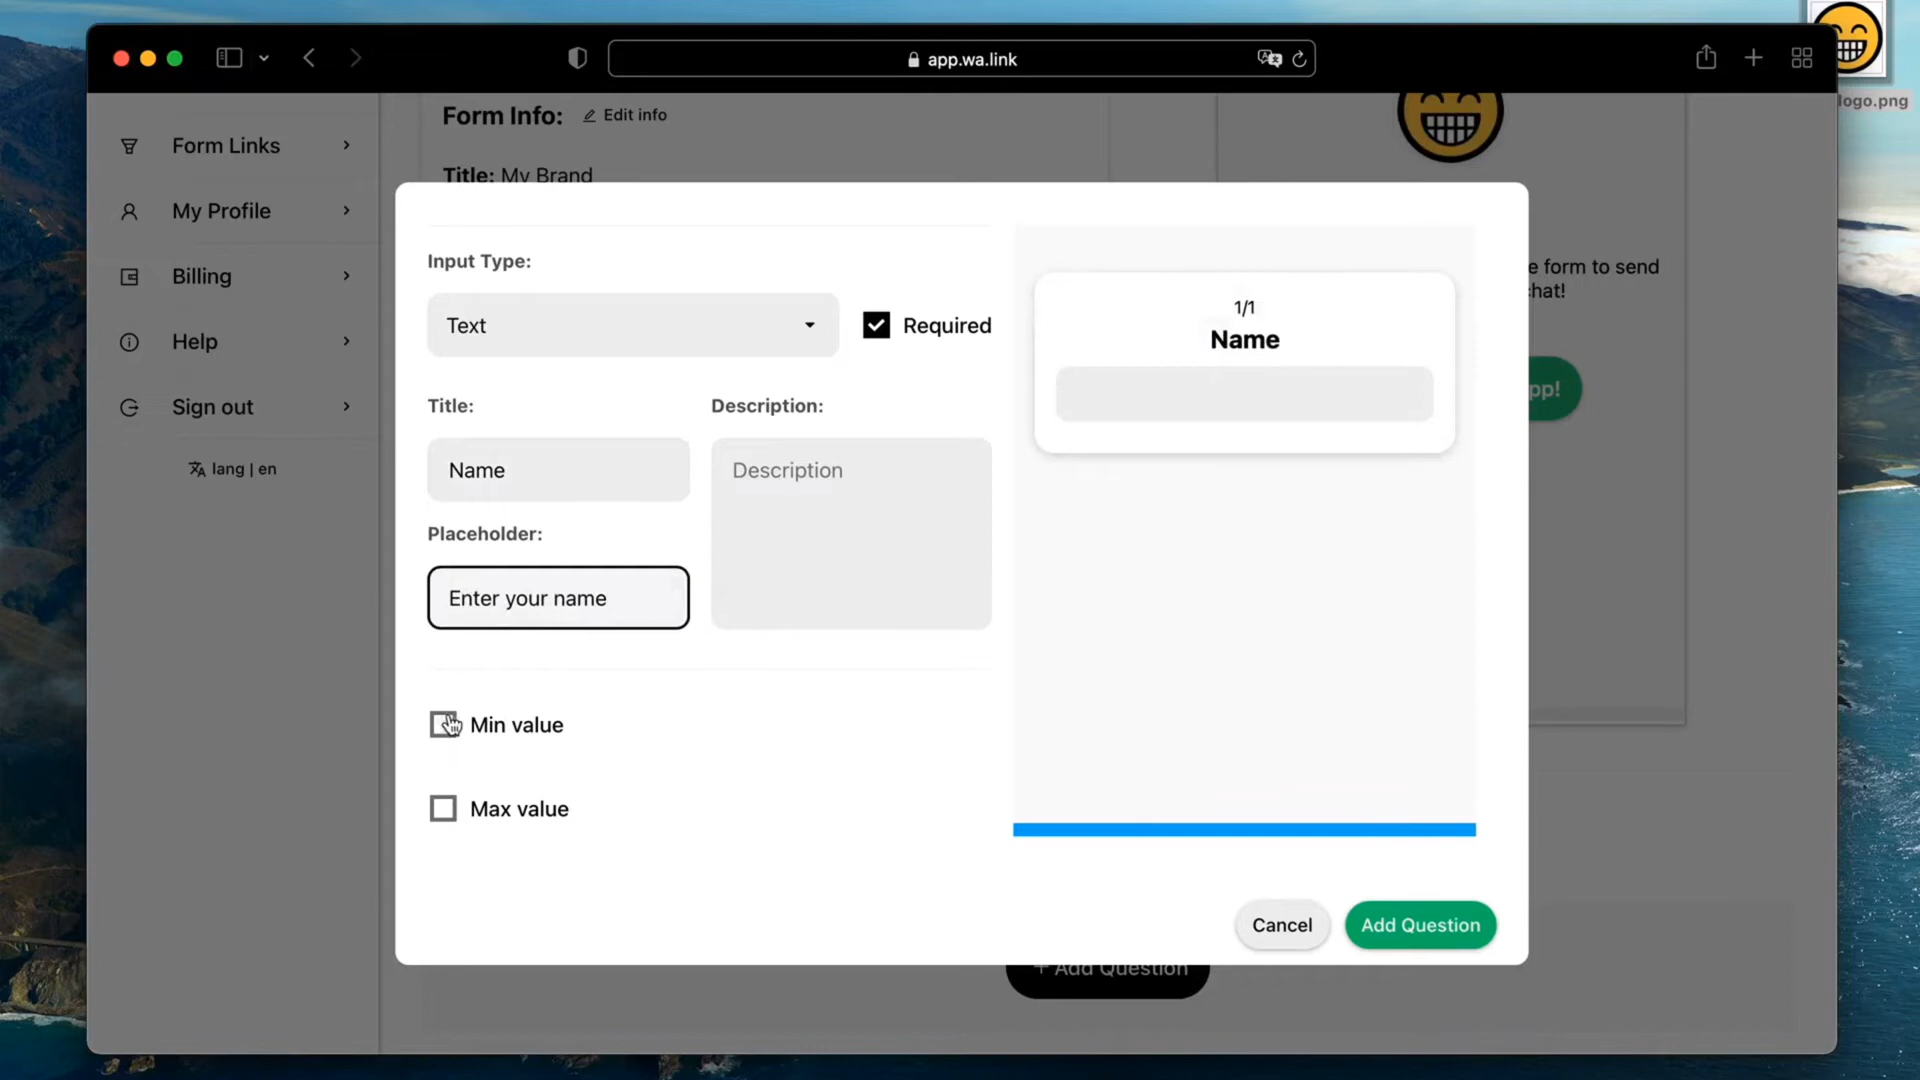 app.wa.link
logo.png
Form Links
My Profile
Billing
Help
Sign out
lang | en
Form Info:
Edit info
Title: My Brand
e form to send
hat!
pp!
Input Type:
Text
Required
Title:
Name
Description:
Description
Placeholder:
Enter your name
Min value
Max value
1/1
Name
Cancel
Add Question
+ Add Question